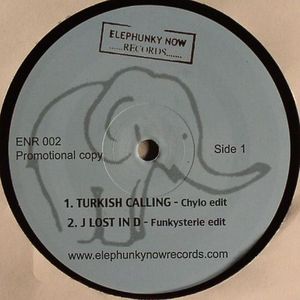 ELEPHUNKY NOW
......RECORDS......
ENR 002
Promotional copy
Side 1
1. TURKISH CALLING - Chylo edit
2. J LOST IN D - Funkysterie edit
www.elephunkynowrecords.com